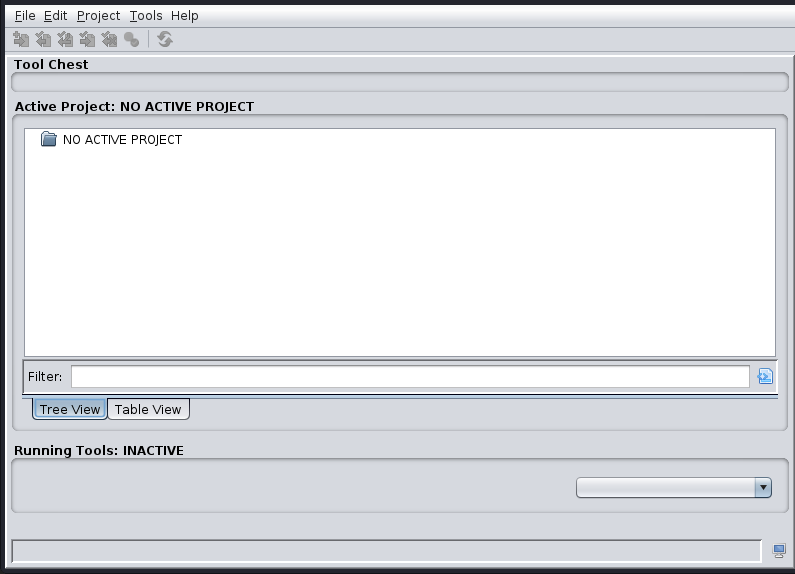 File Edit Project Tools Help
Tool Chest
Active Project: NO ACTIVE PROJECT
NO ACTIVE PROJECT
Filter:
Tree View Table View
Running Tools: INACTIVE